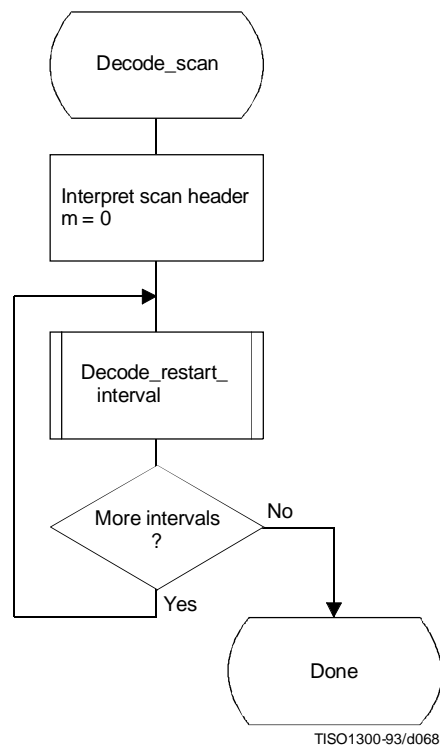 Decode_scan
Interpret scan header
m = 0
Decode_restart_
interval
More intervals
?
No
Yes
Done
TISO1300-93/d068